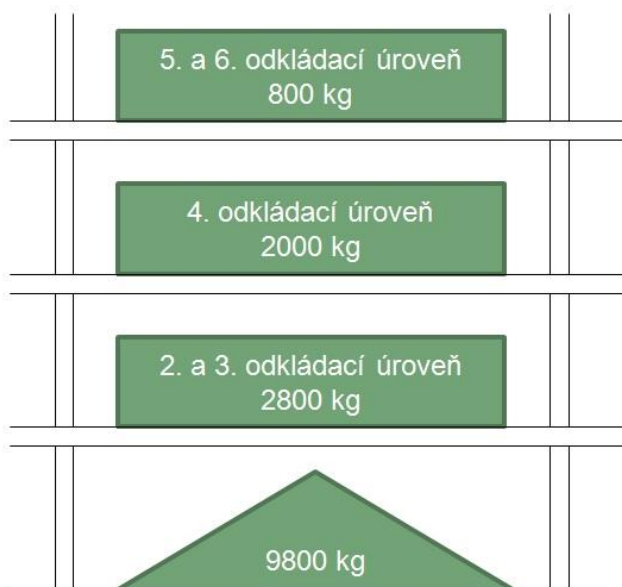 5. a 6. odkládací úroveň
800 kg
4. odkládací úroveň
2000 kg
2. a 3. odkládací úroveň
2800 kg
9800 kg